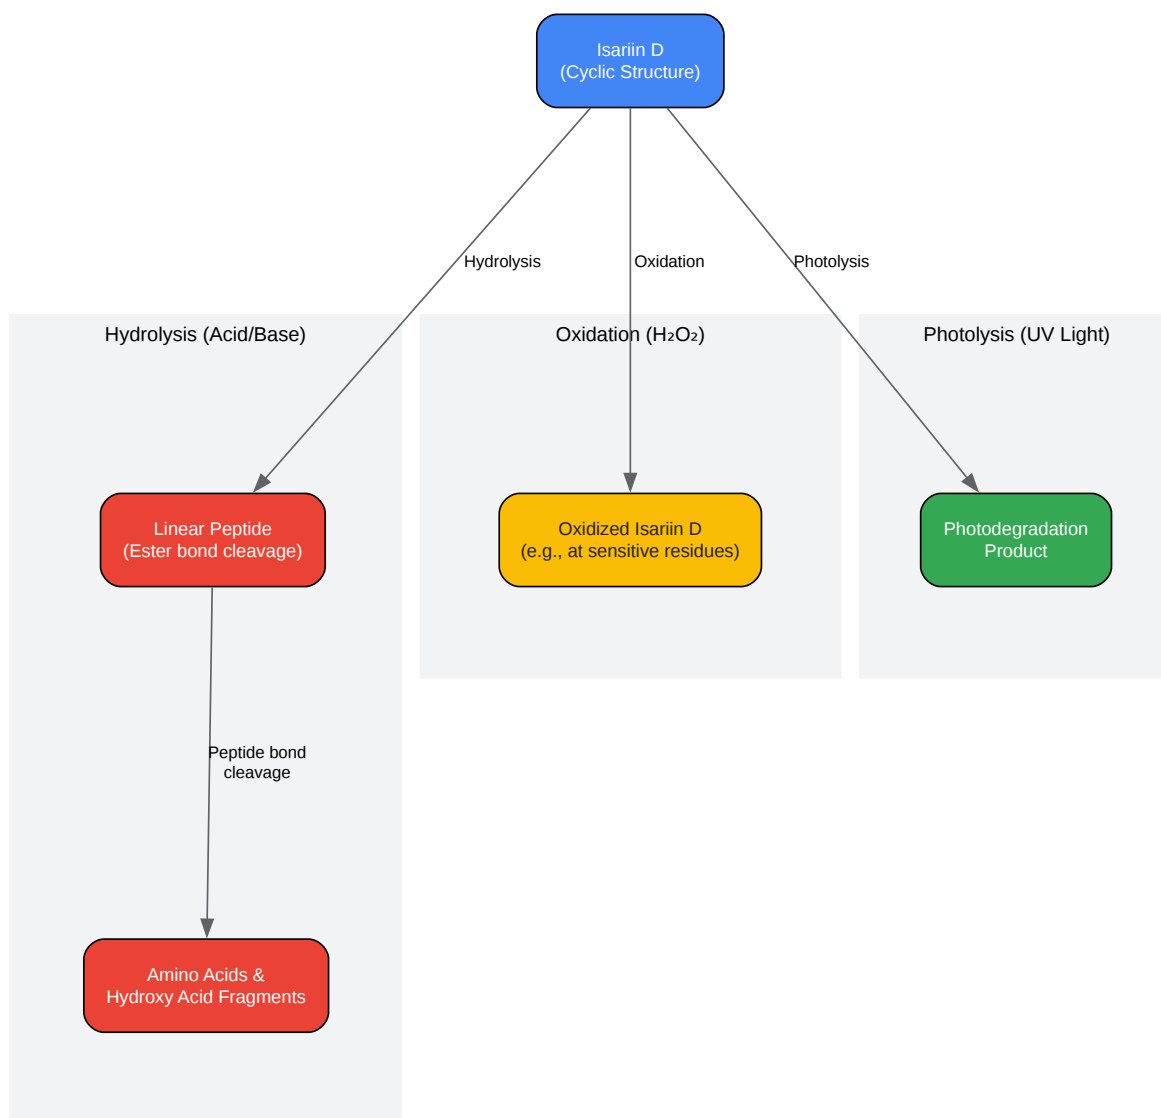 Isariin D
(Cyclic Structure)
Hydrolysis
Oxidation
Photolysis
Hydrolysis (Acid/Base)
Oxidation (H₂O₂)
Photolysis (UV Light)
Linear Peptide
(Ester bond cleavage)
Oxidized Isariin D
(e.g., at sensitive residues)
Photodegradation
Product
Peptide bond
cleavage
Amino Acids &
Hydroxy Acid Fragments